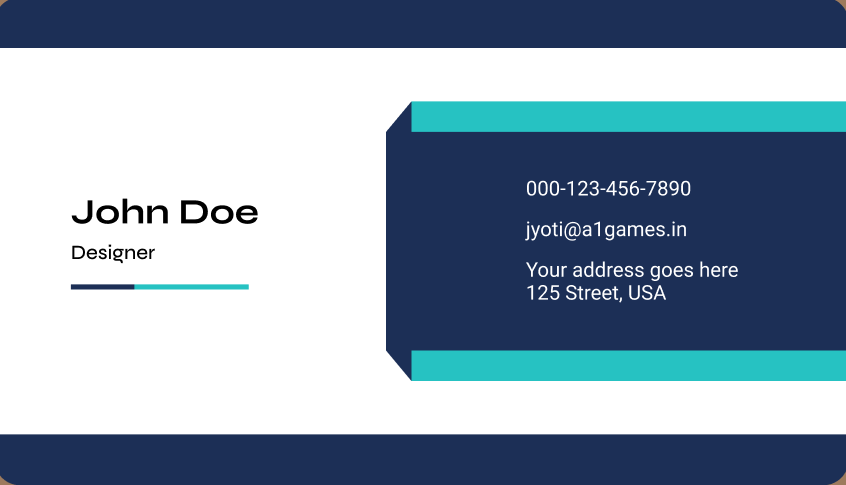 John Doe
Designer
000-123-456-7890
jyoti@a1games.in
Your address goes here
125 Street, USA